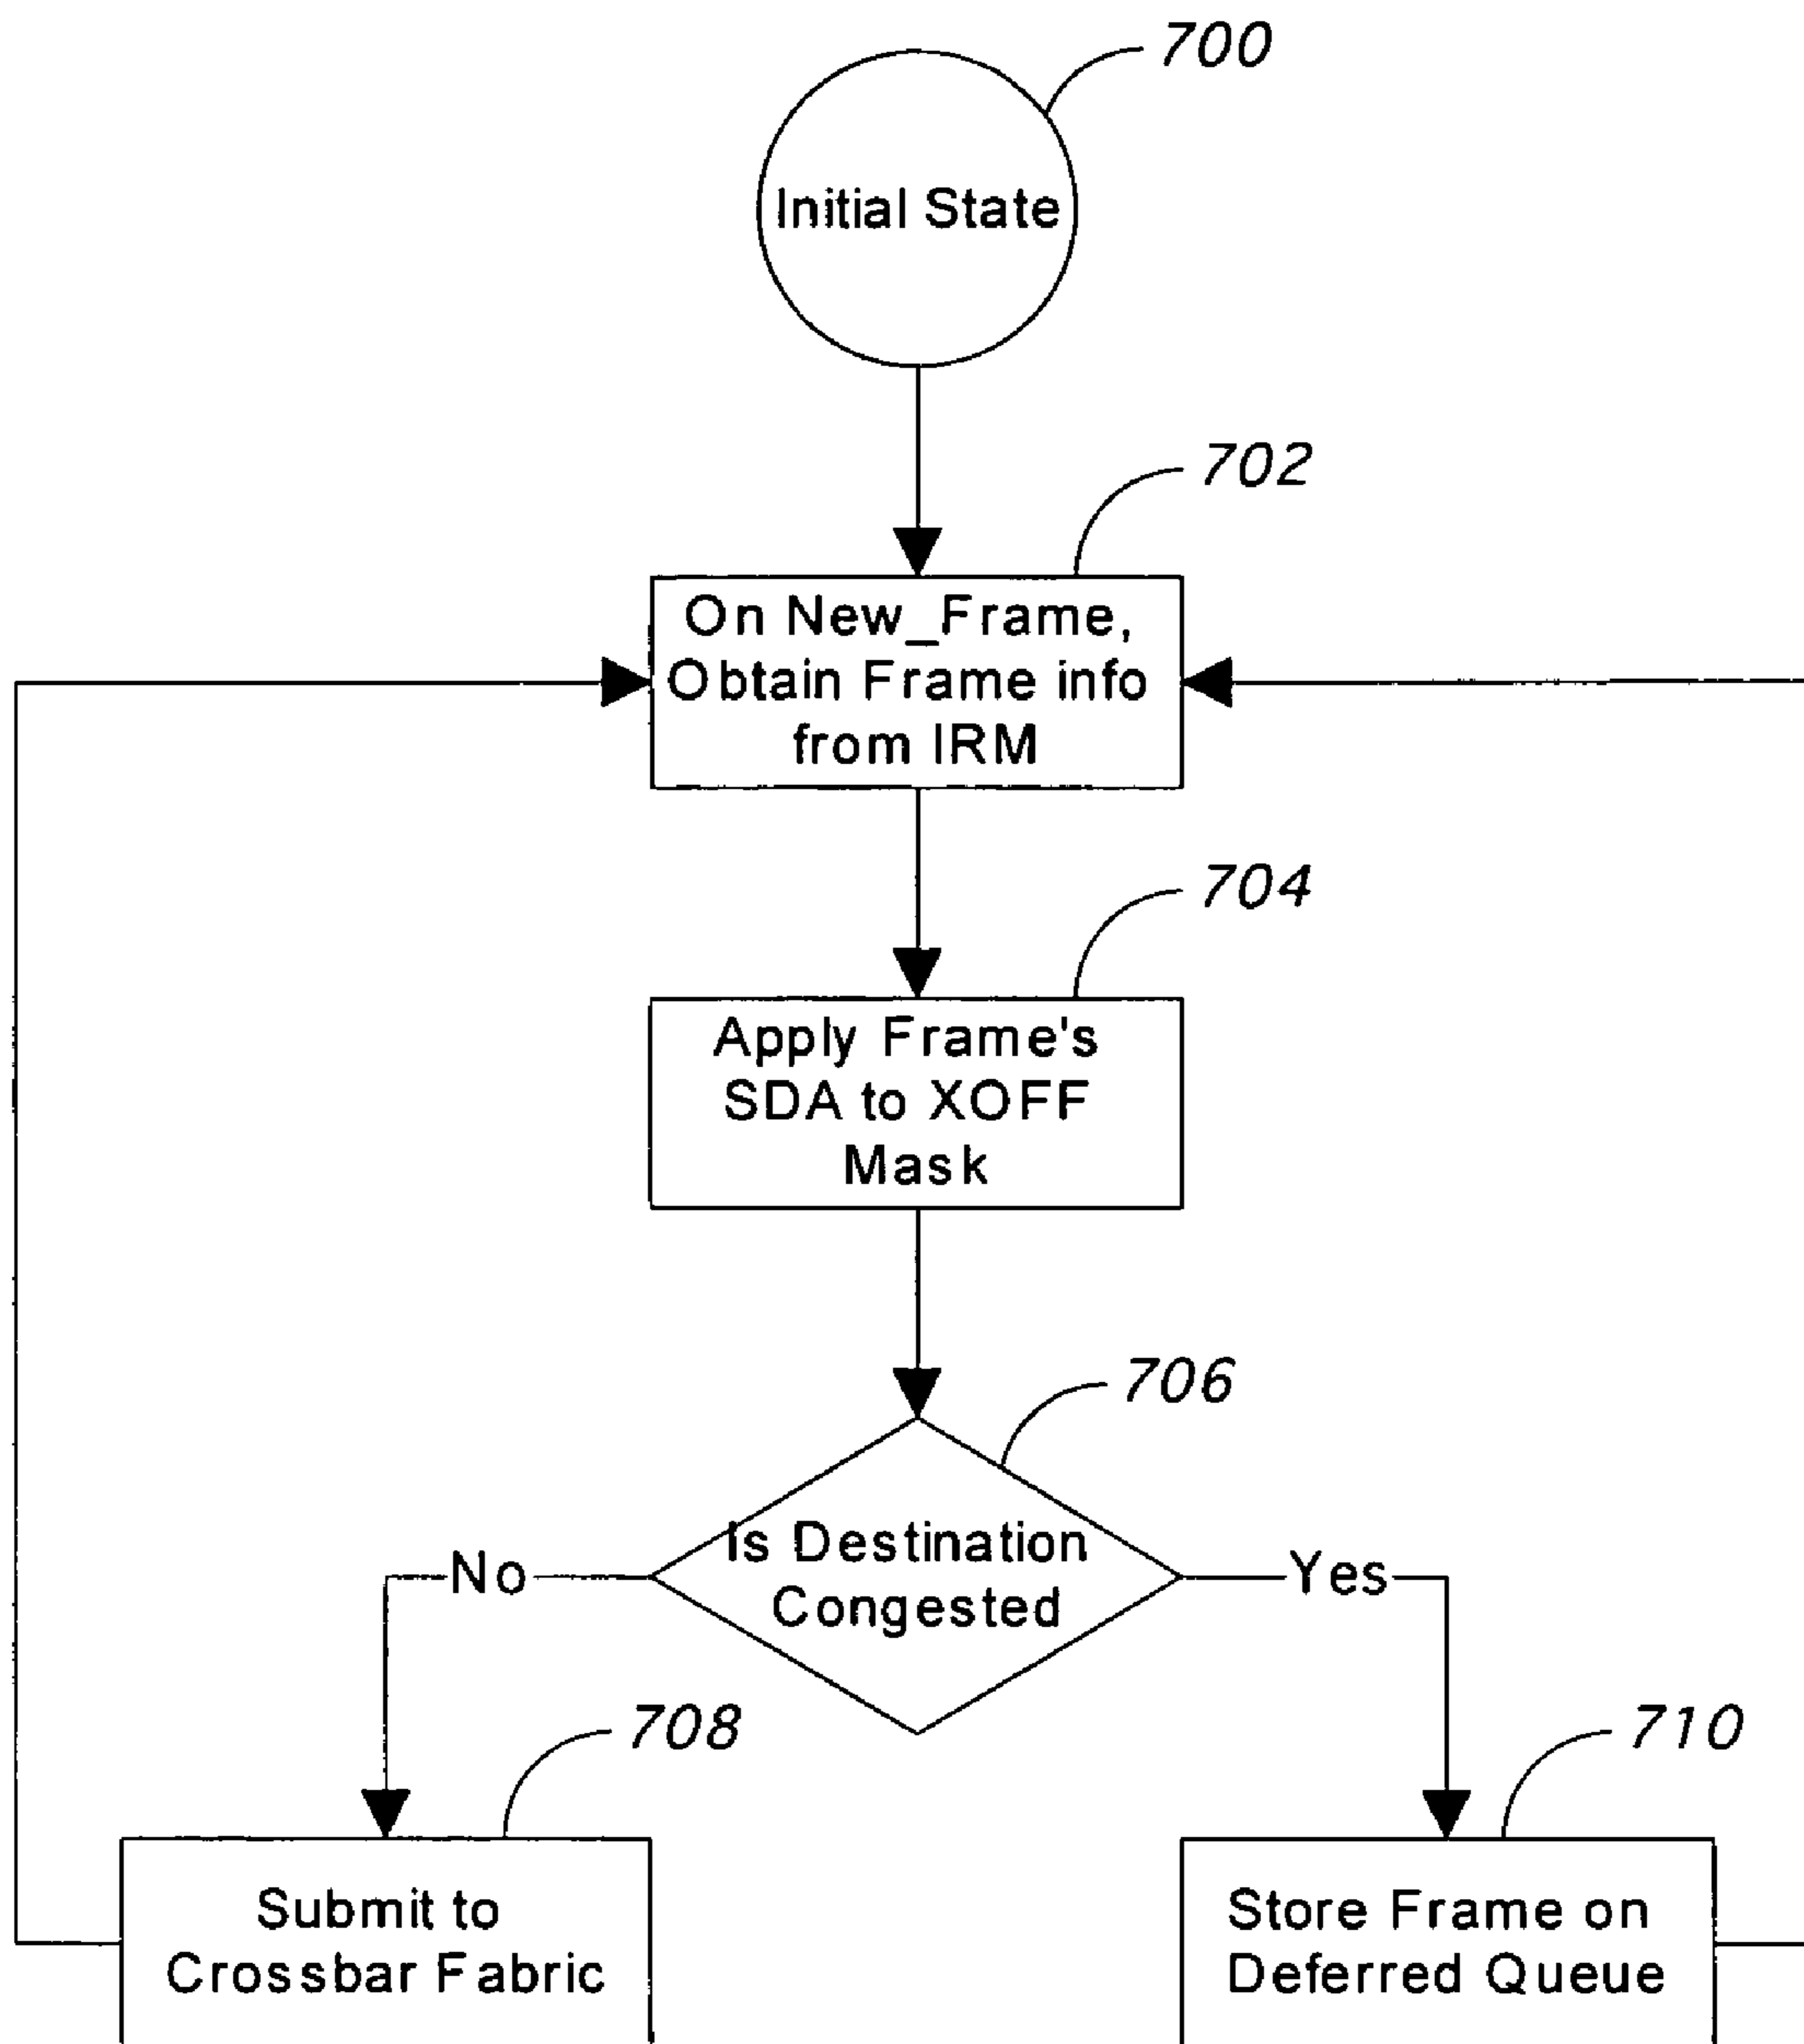 700
Initial State
702
On New_Frame,
Obtain Frame info
from IRM
704
Apply Frame's
SDA to XOFF
Mask
706
Is Destination
Congested
No
Yes
708
710
Submit to
Crossbar Fabric
Store Frame on
Deferred Queue